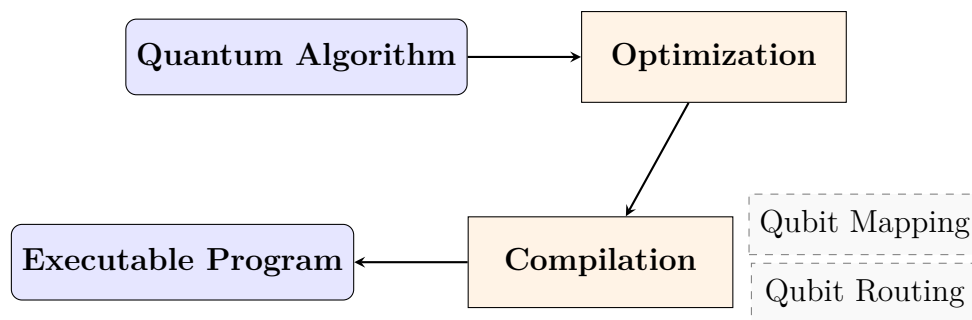 Quantum Algorithm
Optimization
Executable Program
Compilation
Qubit Mapping
Qubit Routing